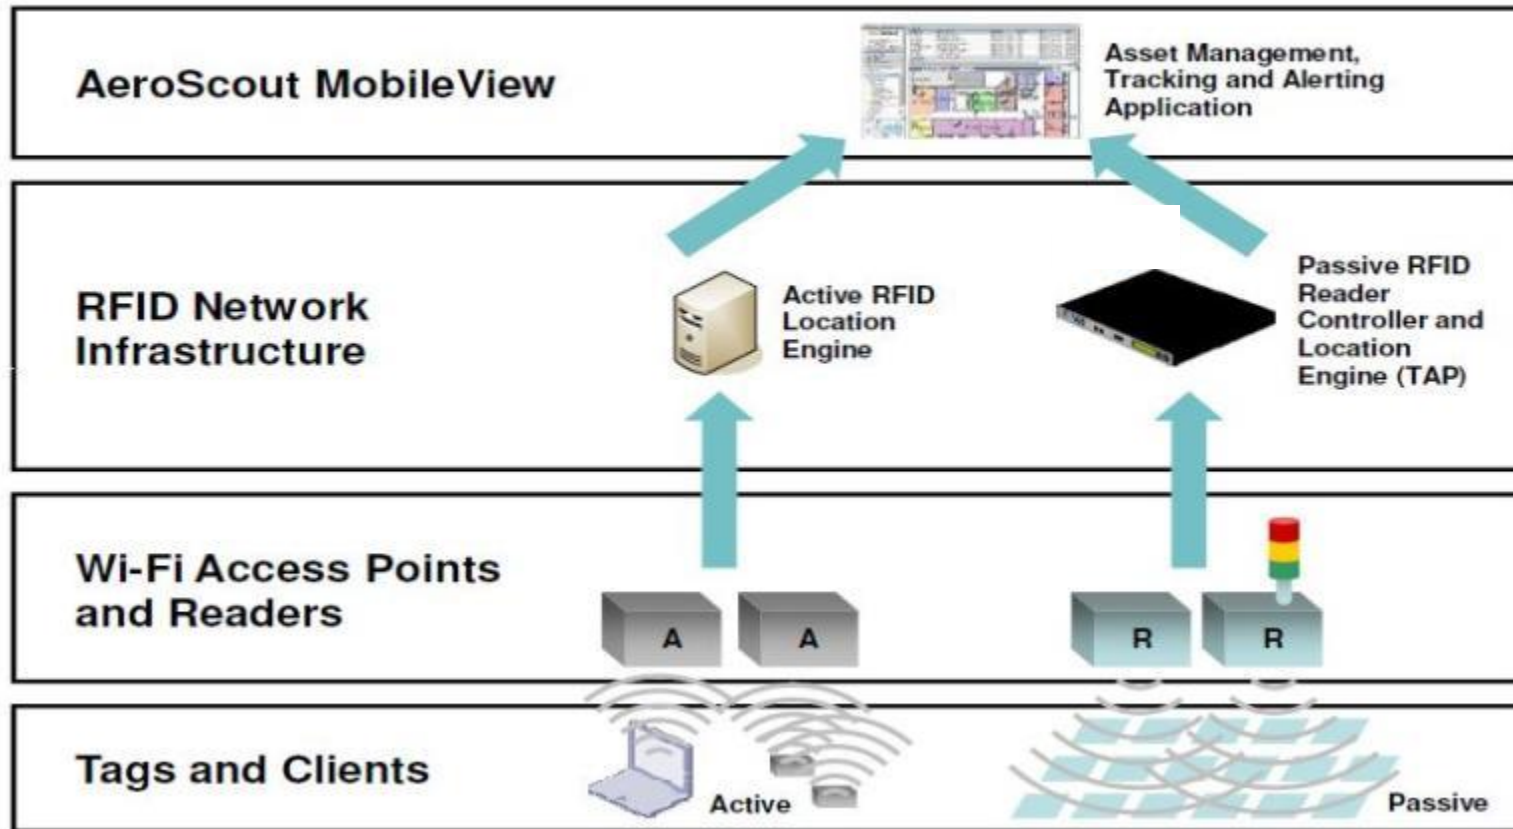 AeroScout MobileView
Asset Management,
Tracking and Alerting
Application
RFID Network
Infrastructure
Active RFID
Location
Engine
Passive RFID
Reader
Controller and
Location
Engine (TAP)
Wi-Fi Access Points
and Readers
A
A
R
R
Tags and Clients
Active
Passive